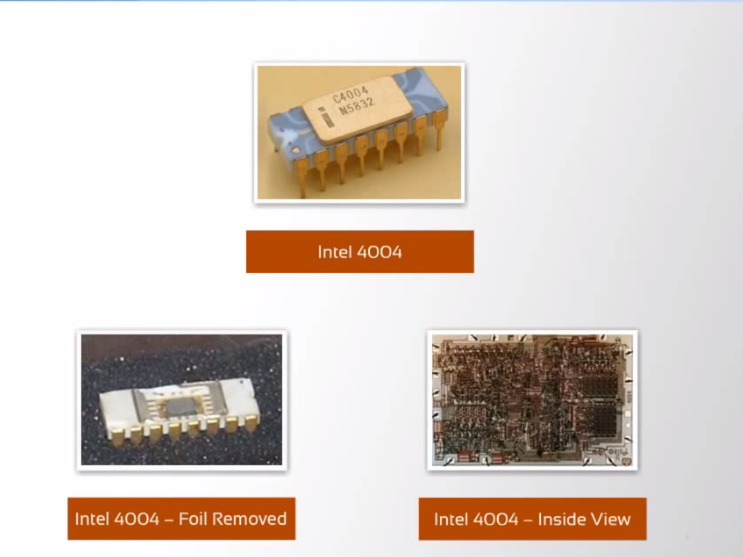 C4004
N5832
Intel 4004
Intel 4004 – Foil Removed
Intel 4004 – Inside View